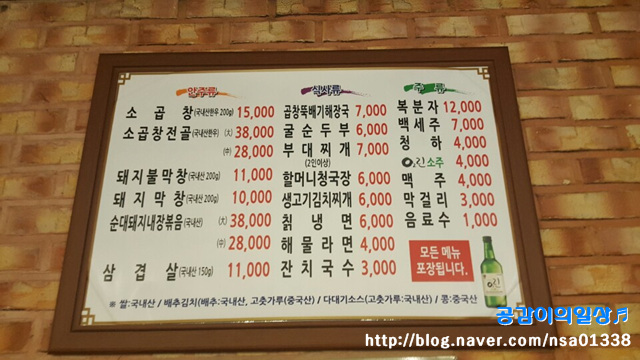 안주류
소 곱 창 (국내산한우 200g) 15,000
소곱창전골 (국내산한우) (大) 38,000
(中) 28,000
돼지불막창 (국내산 200g) 11,000
돼 지 막 창 (국내산 200g) 10,000
순대돼지내장볶음 (국내산) (大) 38,000
(中) 28,000
삼 겹 살 (국내산 150g) 11,000
식사류
곱창뚝배기해장국 7,000
굴 순 두 부 6,000
부 대 찌 개 7,000
(2인이상)
할머니청국장 6,000
생고기김치찌개 6,000
칡 냉 면 6,000
해 물 라 면 4,000
잔 치 국 수 3,000
주 류
복 분 자 12,000
백 세 주 7,000
청 하 4,000
소주 4,000
맥 주 4,000
막 걸 리 3,000
음 료 수 1,000
모든 메뉴
포장됩니다.
※ 쌀:국내산 / 배추김치(배추:국내산, 고춧가루(중국산) / 다대기소스(고춧가루:국내산) / 콩:중국산
공감이의일상♬
http://blog.naver.com/nsa01338